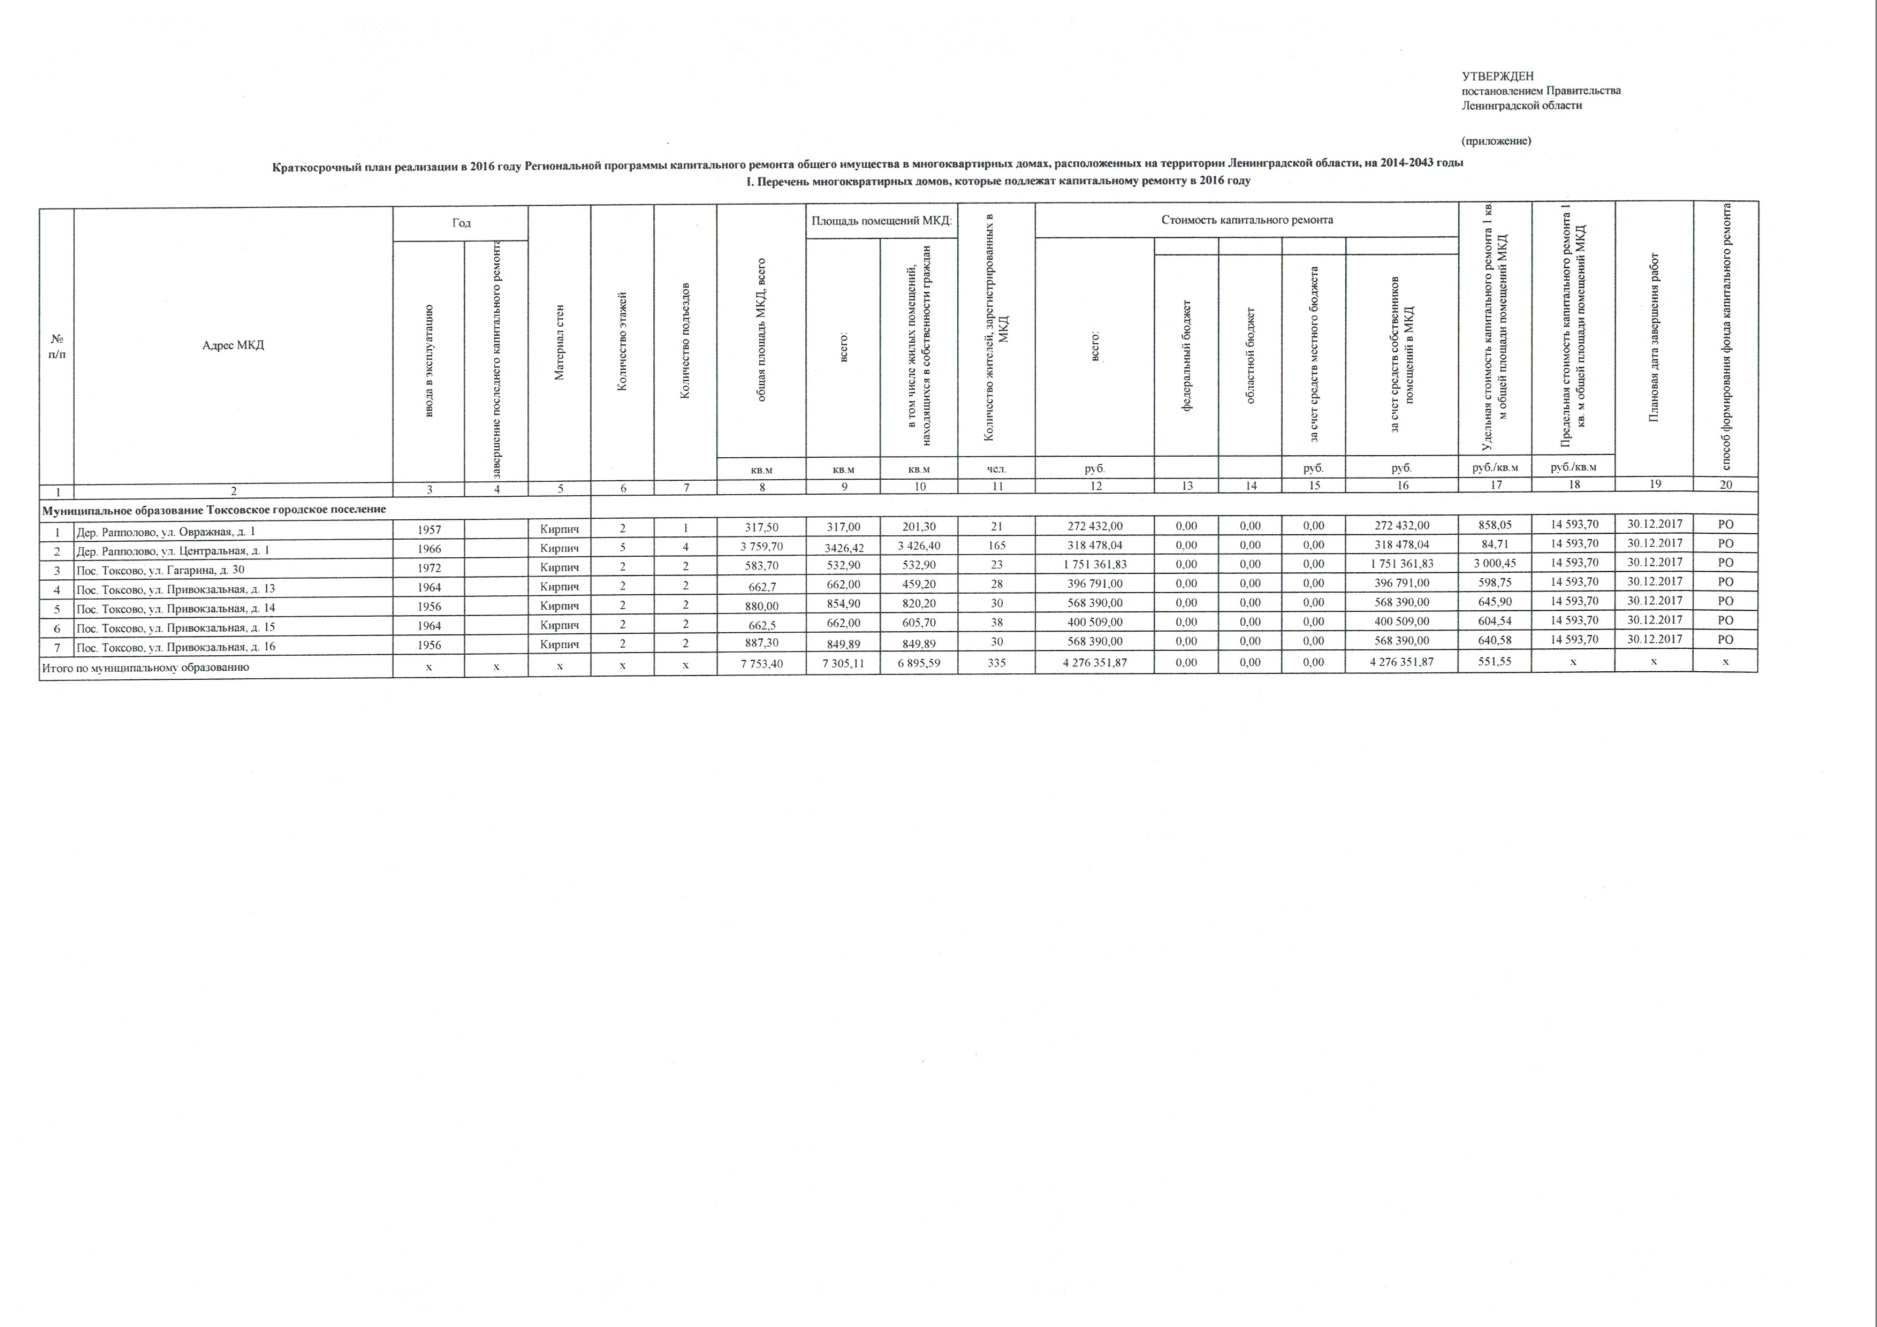 УТВЕРЖДЕН
постановлением Правительства
Ленинградской области
(приложение)
Краткосрочный план реализации в 2016 году Региональной программы капитального ремонта общего имущества в многоквартирных домах, расположенных на территории Ленинградской области, на 2014-2043 годы
I. Перечень многоквратирных домов, которые подлежат капитальному ремонту в 2016 году
№ п/п
Адрес МКД
Год
ввода в эксплуатацию
завершение последнего капитального ремонта
Материал стен
Количество этажей
Количество подъездов
общая площадь МКД, всего
Площадь помещений МКД:
всего:
в том числе жилых помещений, находящихся в собственности граждан
Количество жителей, зарегистрированных в МКД
Стоимость капитального ремонта
всего:
федеральный бюджет
областной бюджет
за счет средств местного бюджета
за счет средств собственников помещений в МКД
Удельная стоимость капитального ремонта 1 кв. м общей площади помещений МКД
Предельная стоимость капитального ремонта 1 кв. м общей площади помещений МКД
Плановая дата завершения работ
способ формирования фонда капитального ремонта
кв.м кв.м кв.м чел. руб. руб. руб. руб./кв.м руб./кв.м
1 2 3 4 5 6 7 8 9 10 11 12 13 14 15 16 17 18 19 20
Муниципальное образование Токсовское городское поселение
1 Дер. Рапполово, ул. Овражная, д. 1 1957 Кирпич 2 1 317,50 317,00 201,30 21 272 432,00 0,00 0,00 0,00 272 432,00 858,05 14 593,70 30.12.2017 РО
2 Дер. Рапполово, ул. Центральная, д. 1 1966 Кирпич 5 4 3 759,70 3426,42 3 426,40 165 318 478,04 0,00 0,00 0,00 318 478,04 84,71 14 593,70 30.12.2017 РО
3 Пос. Токсово, ул. Гагарина, д. 30 1972 Кирпич 2 2 583,70 532,90 532,90 23 1 751 361,83 0,00 0,00 0,00 1 751 361,83 3 000,45 14 593,70 30.12.2017 РО
4 Пос. Токсово, ул. Привокзальная, д. 13 1964 Кирпич 2 2 662,7 662,00 459,20 28 396 791,00 0,00 0,00 0,00 396 791,00 598,75 14 593,70 30.12.2017 РО
5 Пос. Токсово, ул. Привокзальная, д. 14 1956 Кирпич 2 2 880,00 854,90 820,20 30 568 390,00 0,00 0,00 0,00 568 390,00 645,90 14 593,70 30.12.2017 РО
6 Пос. Токсово, ул. Привокзальная, д. 15 1964 Кирпич 2 2 662,5 662,00 605,70 38 400 509,00 0,00 0,00 0,00 400 509,00 604,54 14 593,70 30.12.2017 РО
7 Пос. Токсово, ул. Привокзальная, д. 16 1956 Кирпич 2 2 887,30 849,89 849,89 30 568 390,00 0,00 0,00 0,00 568 390,00 640,58 14 593,70 30.12.2017 РО
Итого по муниципальному образованию х х х х х 7 753,40 7 305,11 6 895,59 335 4 276 351,87 0,00 0,00 0,00 4 276 351,87 551,55 х х х